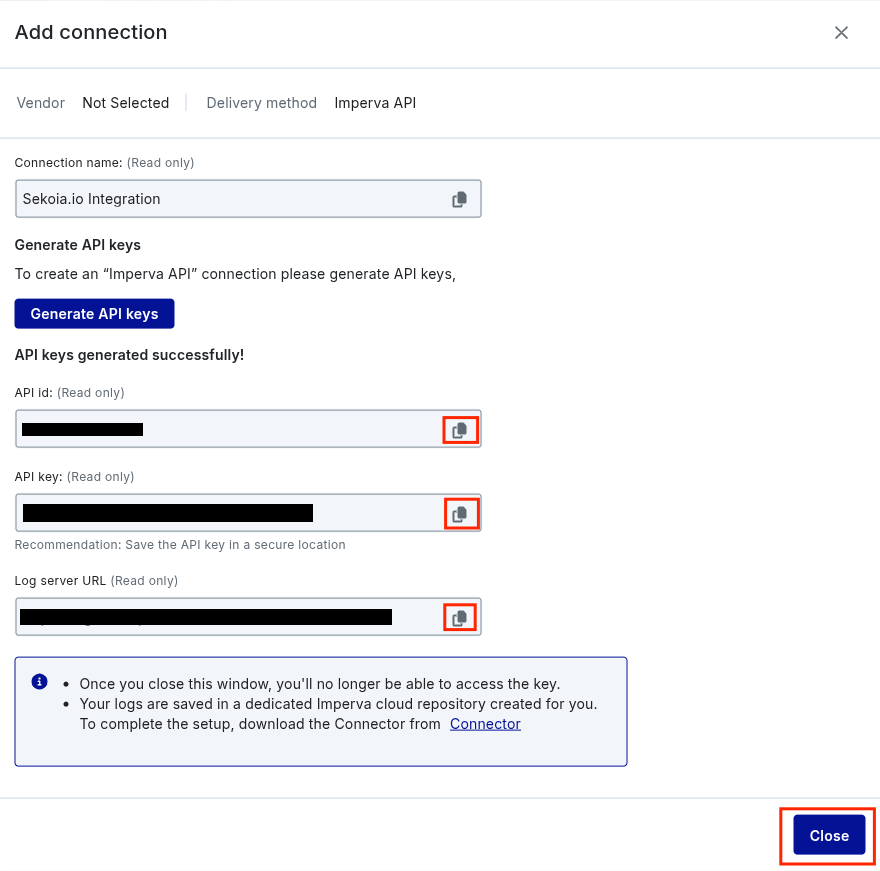 Add connection
Vendor Not Selected Delivery method Imperva API
Connection name: (Read only)
Sekoia.io Integration
Generate API keys
To create an “Imperva API” connection please generate API keys,
Generate API keys
API keys generated successfully!
API id: (Read only)
API key: (Read only)
Recommendation: Save the API key in a secure location
Log server URL (Read only)
• Once you close this window, you'll no longer be able to access the key.
• Your logs are saved in a dedicated Imperva cloud repository created for you.
To complete the setup, download the Connector from Connector
Close